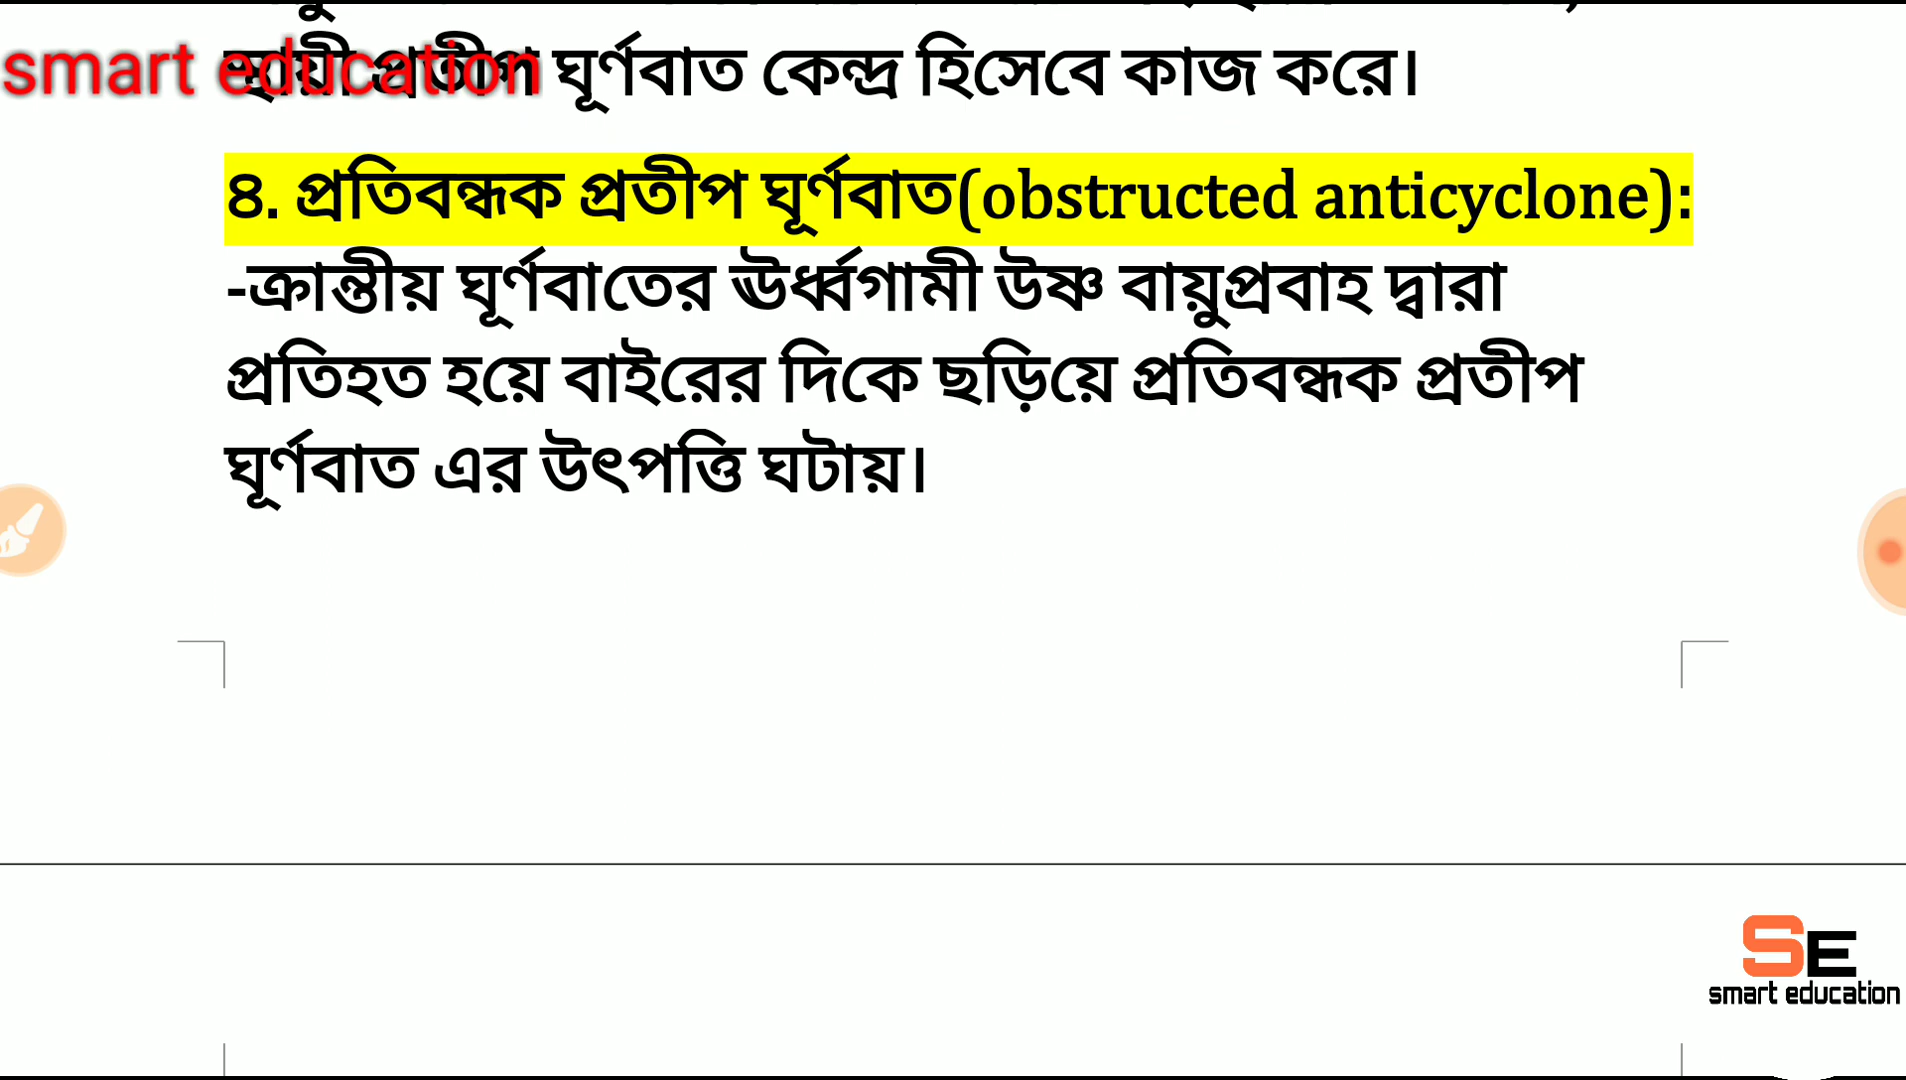 smart education
স্থায়ী প্রতীপ ঘূর্ণবাত কেন্দ্র হিসেবে কাজ করে।
৪. প্রতিবন্ধক প্রতীপ ঘূর্ণবাত(obstructed anticyclone):
-ক্রান্তীয় ঘূর্ণবাতের ঊর্ধ্বগামী উষ্ণ বায়ুপ্রবাহ দ্বারা
প্রতিহত হয়ে বাইরের দিকে ছড়িয়ে প্রতিবন্ধক প্রতীপ
ঘূর্ণবাত এর উৎপত্তি ঘটায়।
SE
smart education